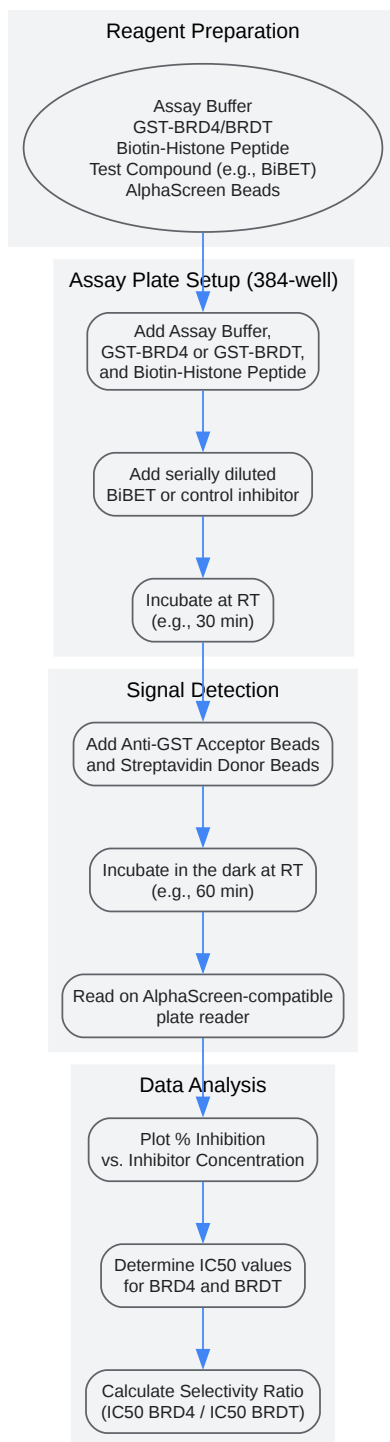 Reagent Preparation
Assay Buffer
GST-BRD4/BRDT
Biotin-Histone Peptide
Test Compound (e.g., BiBET)
AlphaScreen Beads
Assay Plate Setup (384-well)
Add Assay Buffer,
GST-BRD4 or GST-BRDT,
and Biotin-Histone Peptide
Add serially diluted
BiBET or control inhibitor
Incubate at RT
(e.g., 30 min)
Signal Detection
Add Anti-GST Acceptor Beads
and Streptavidin Donor Beads
Incubate in the dark at RT
(e.g., 60 min)
Read on AlphaScreen-compatible
plate reader
Data Analysis
Plot % Inhibition
vs. Inhibitor Concentration
Determine IC50 values
for BRD4 and BRDT
Calculate Selectivity Ratio
(IC50 BRD4 / IC50 BRDT)